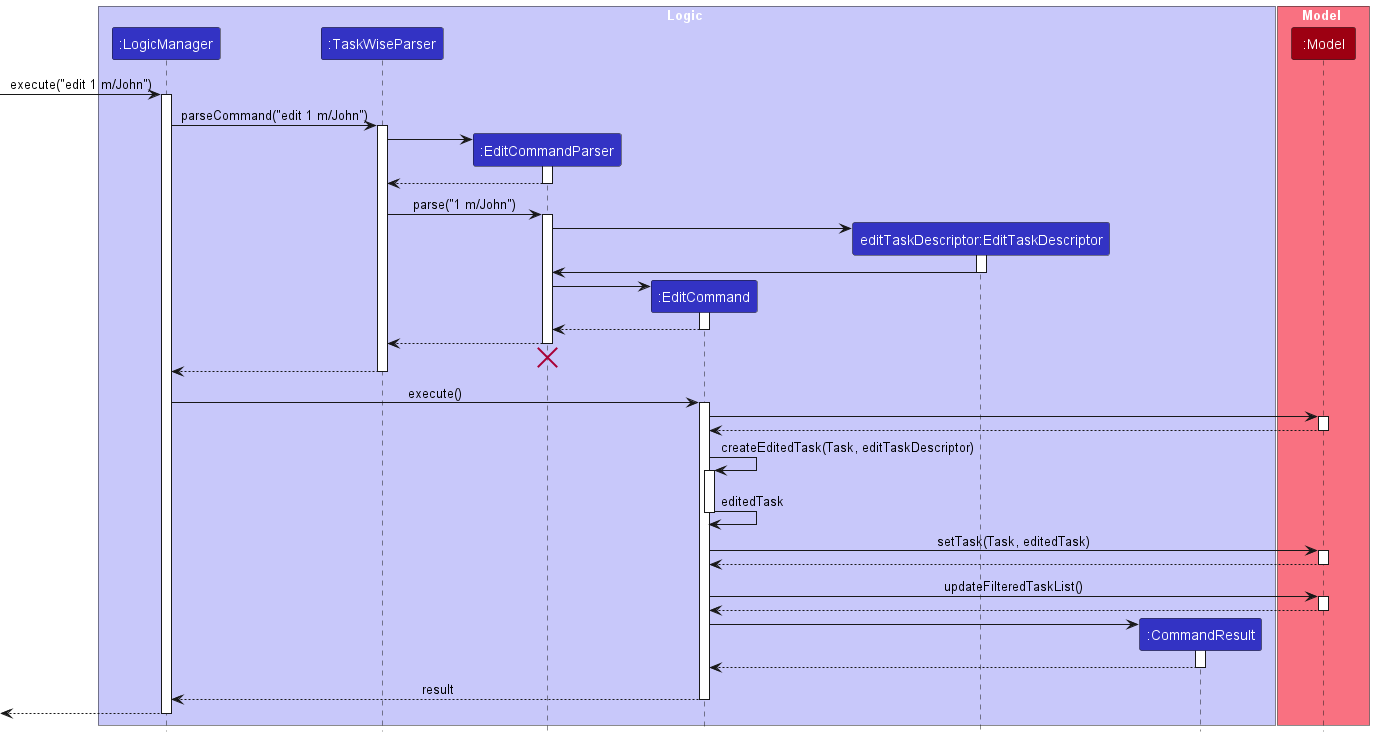 Logic
Model
:LogicManager
:TaskWiseParser
:Model
execute("edit 1 m/John")
parseCommand("edit 1 m/John")
:EditCommandParser
parse("1 m/John")
editTaskDescriptor:EditTaskDescriptor
:EditCommand
execute()
createEditedTask(Task, editTaskDescriptor)
editedTask
setTask(Task, editedTask)
updateFilteredTaskList()
:CommandResult
result